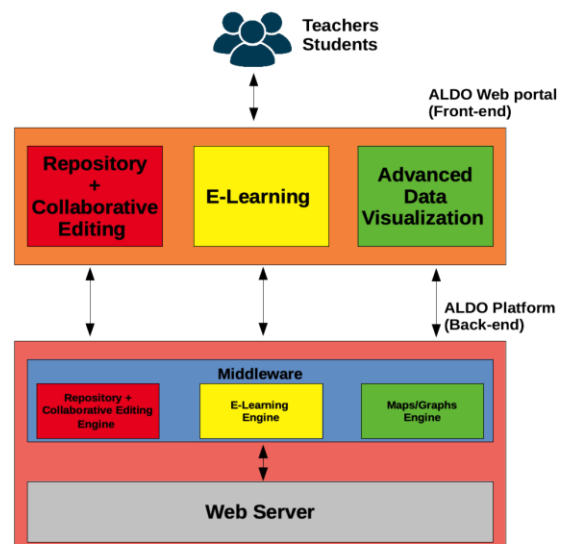 Teachers
Students
ALDO Web portal
(Front-end)
Repository
+
Collaborative
Editing
E-Learning
Advanced
Data
Visualization
ALDO Platform
(Back-end)
Middleware
Repository +
Collaborative Editing
Engine
E-Learning
Engine
Maps/Graphs
Engine
Web Server